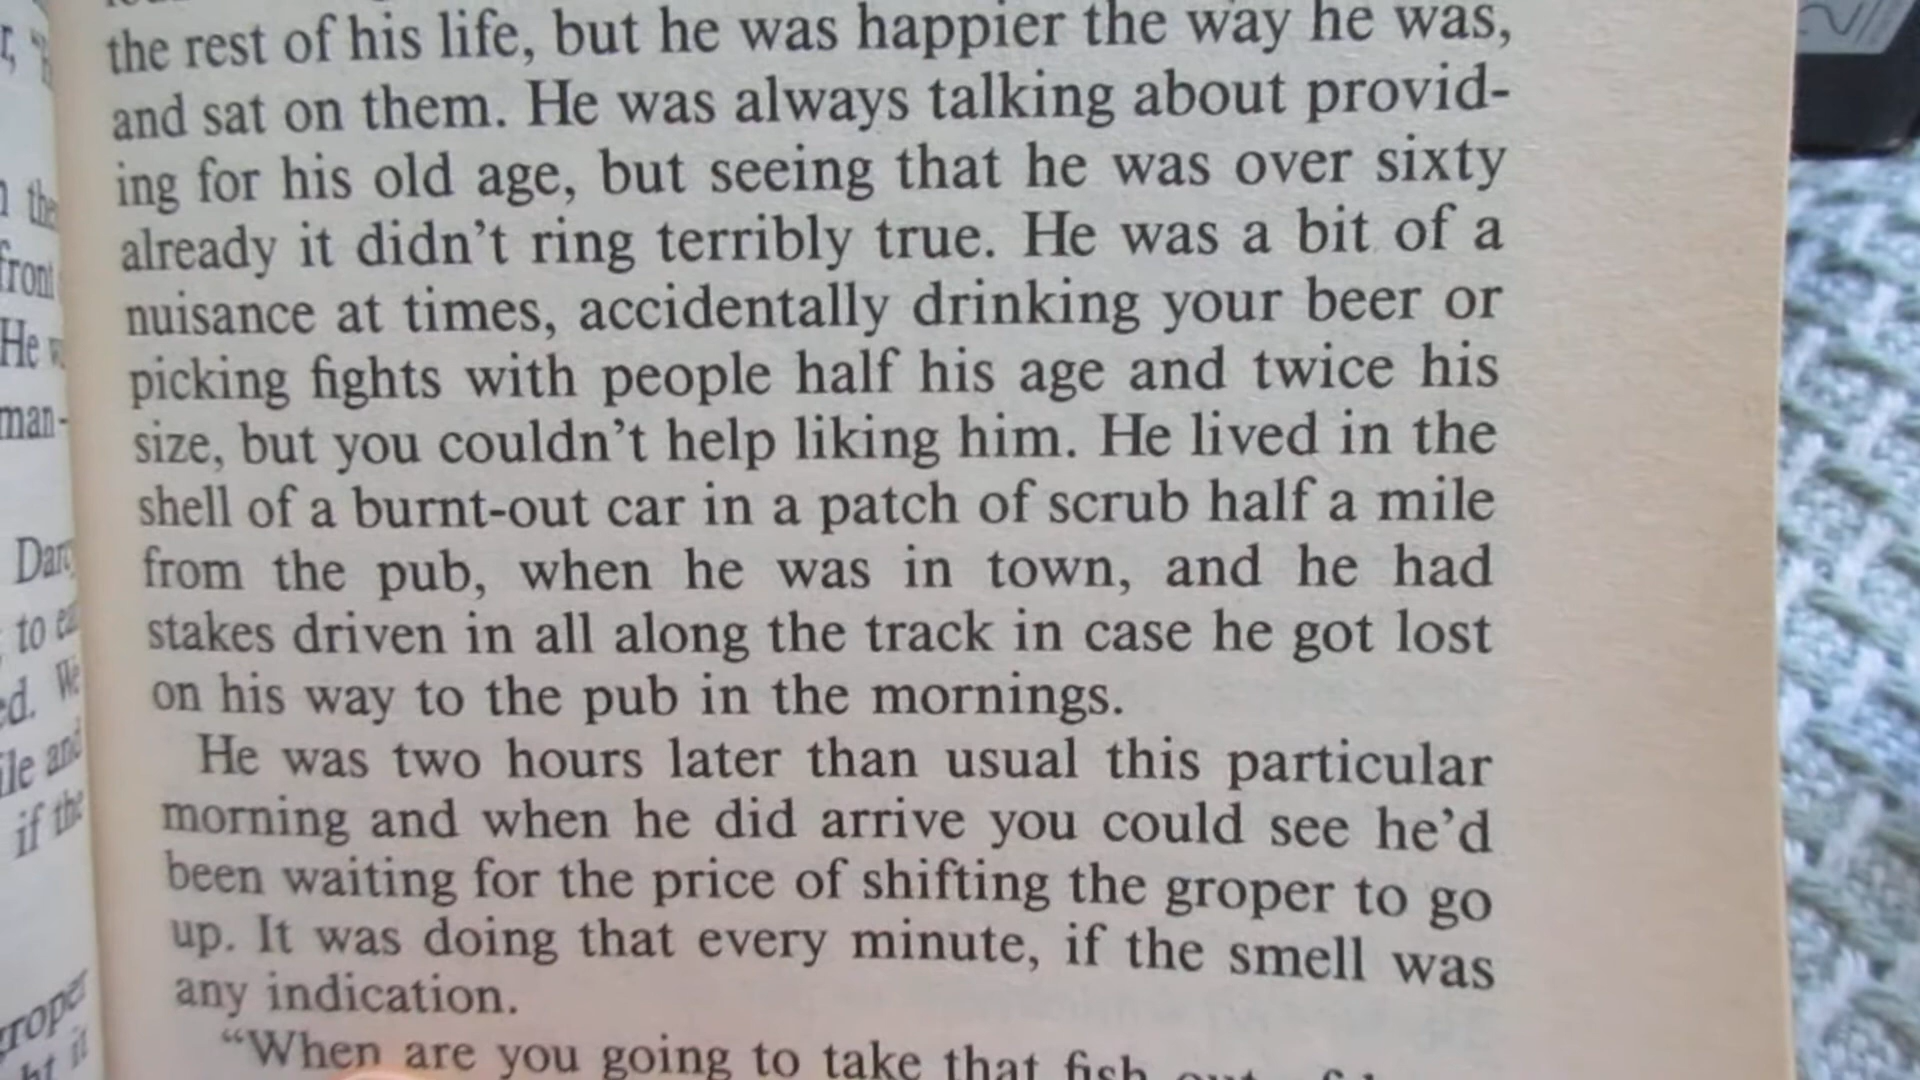 the rest of his life, but he was happier the way he was,
and sat on them. He was always talking about provid-
ing for his old age, but seeing that he was over sixty
already it didn't ring terribly true. He was a bit of a
nuisance at times, accidentally drinking your beer or
picking fights with people half his age and twice his
size, but you couldn't help liking him. He lived in the
shell of a burnt-out car in a patch of scrub half a mile
from the pub, when he was in town, and he had
stakes driven in all along the track in case he got lost
on his way to the pub in the mornings.
He was two hours later than usual this particular
morning and when he did arrive you could see he'd
been waiting for the price of shifting the groper to go
up. It was doing that every minute, if the smell was
any indication.
“When are you going to take that fish